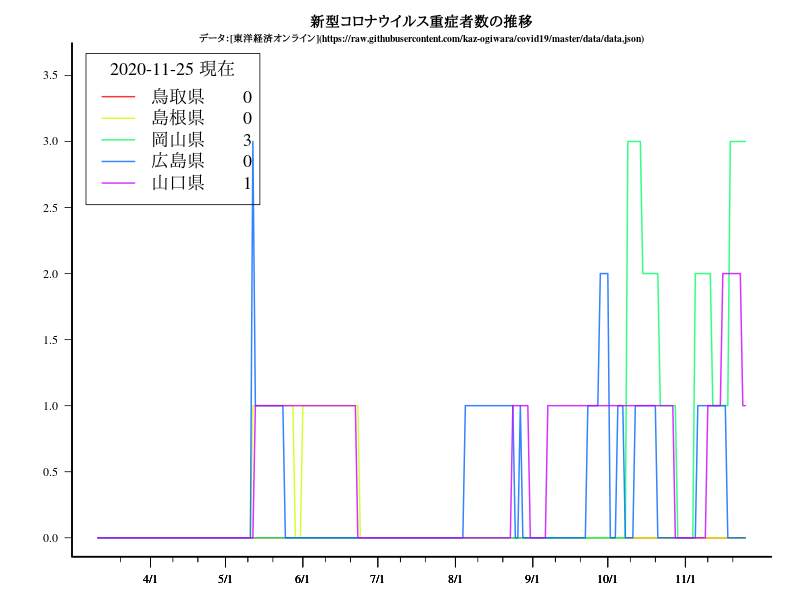 新型コロナウイルス重症者数の推移
データ:[東洋経済オンライン](https://raw.githubusercontent.com/kaz-ogiwara/covid19/master/data/data.json)
2020-11-25 現在
鳥取県 0
島根県 0
岡山県 3
広島県 0
山口県 1
3.5
3.0
2.5
2.0
1.5
1.0
0.5
0.0
4/1 5/1 6/1 7/1 8/1 9/1 10/1 11/1